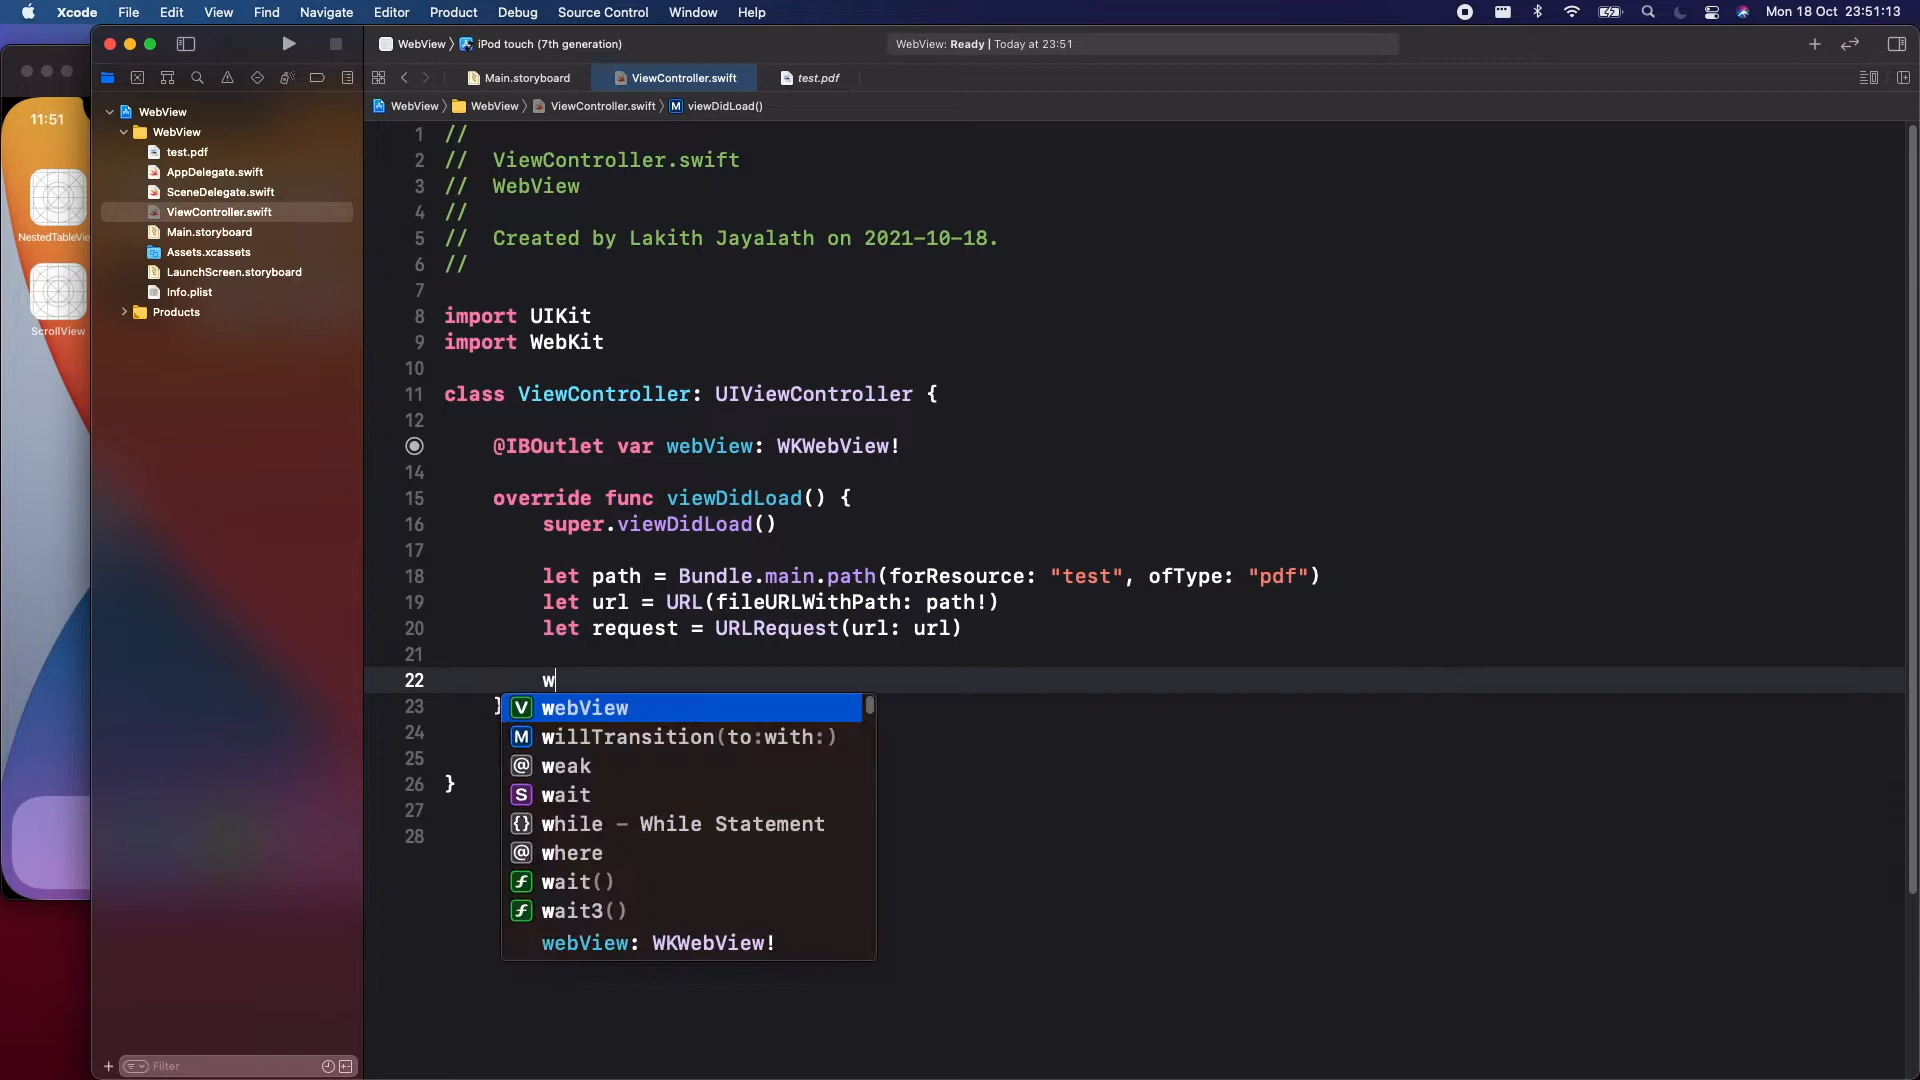 Xcode File Edit View Find Navigate Editor Product Debug Source Control Window Help Mon 18 Oct 23:51:13
WebView iPod touch (7th generation) WebView: Ready | Today at 23:51
Main.storyboard ViewController.swift test.pdf
WebView WebView ViewController.swift M viewDidLoad()
11:51
NestedTableVie
ScrollView
WebView
WebView
test.pdf
AppDelegate.swift
SceneDelegate.swift
ViewController.swift
Main.storyboard
Assets.xcassets
LaunchScreen.storyboard
Info.plist
Products
Filter
1 //
2 // ViewController.swift
3 // WebView
4 //
5 // Created by Lakith Jayalath on 2021-10-18.
6 //
7
8 import UIKit
9 import WebKit
10
11 class ViewController: UIViewController {
12
@IBOutlet var webView: WKWebView!
14
15 override func viewDidLoad() {
16 super.viewDidLoad()
17
18 let path = Bundle.main.path(forResource: "test", ofType: "pdf")
19 let url = URL(fileURLWithPath: path!)
20 let request = URLRequest(url: url)
21
22 w
23 }
24
25
26 }
27
28
V webView
M willTransition(to:with:)
@ weak
S wait
{} while – While Statement
@ where
f wait()
f wait3()
webView: WKWebView!